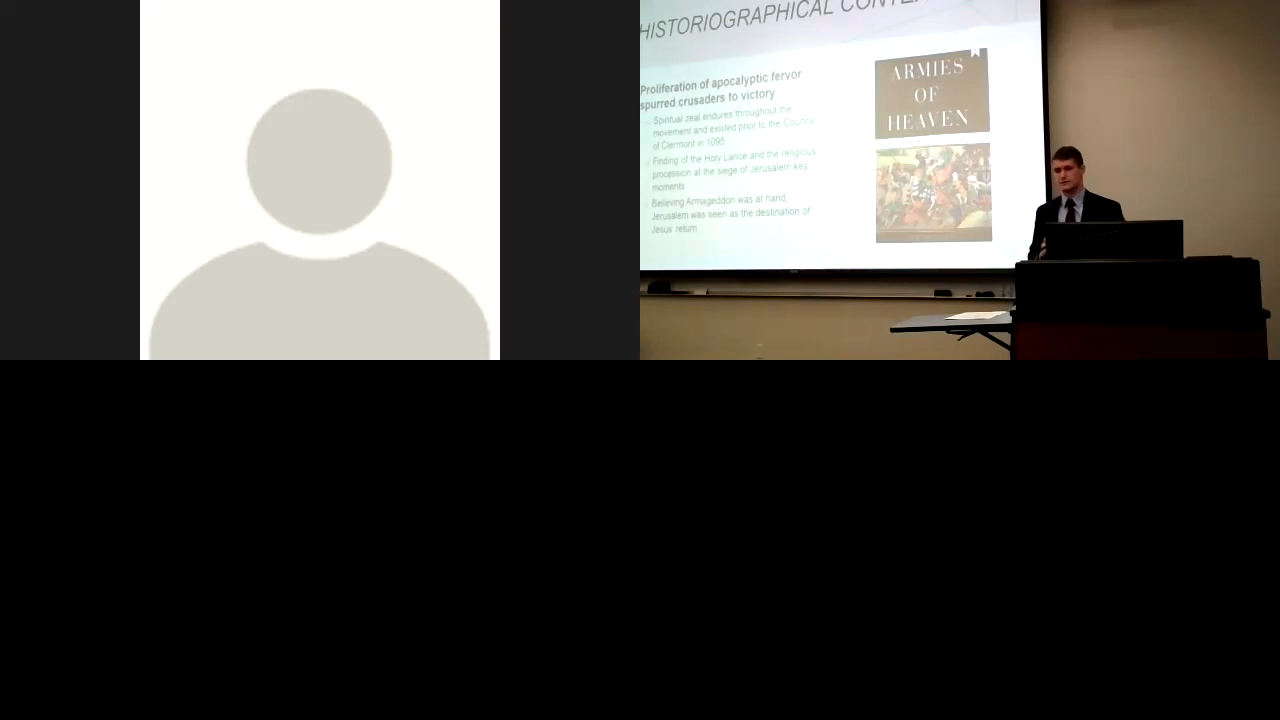 HISTORIOGRAPHICAL
Proliferation of apocalyptic fervor
spurred crusaders to victory
Spiritual zeal endures throughout the
movement and existed prior to the Council
of Clermont in 1095
Finding of the Holy Lance and the religious
procession at the siege of Jerusalem key
moments
Believing Armageddon was at hand,
Jerusalem was seen as the destination of
Jesus' return
ARMIES
OF
HEAVEN